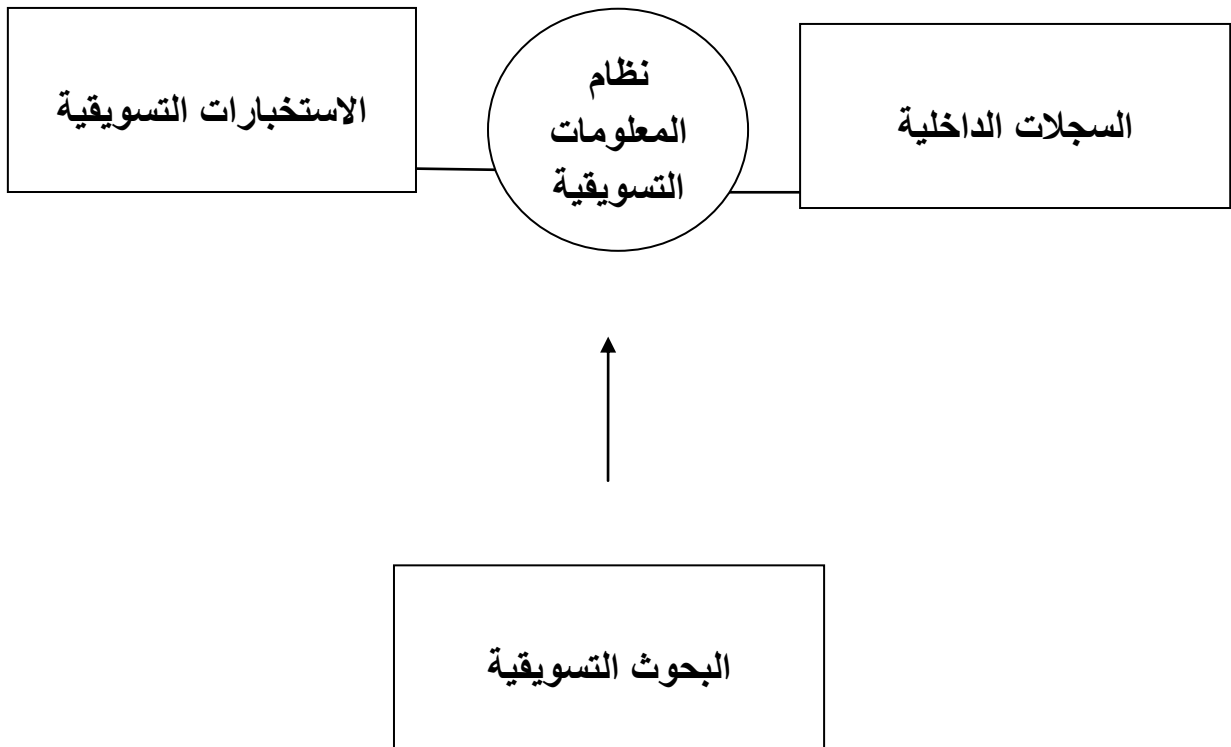 السجلات الداخلية
نظام
المعلومات
التسويقية
الاستخبارات التسويقية
البحوث التسويقية